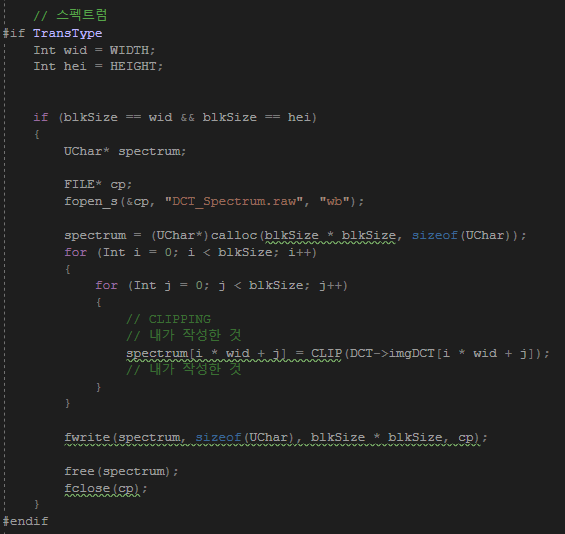 // 스펙트럼
#if TransType
Int wid = WIDTH;
Int hei = HEIGHT;
if (blkSize == wid && blkSize == hei)
{
UChar* spectrum;
FILE* cp;
fopen_s(&cp, "DCT_Spectrum.raw", "wb");
spectrum = (UChar*)calloc(blkSize * blkSize, sizeof(UChar));
for (Int i = 0; i < blkSize; i++)
{
for (Int j = 0; j < blkSize; j++)
{
// CLIPPING
// 내가 작성한 것
spectrum[i * wid + j] = CLIP(DCT->imgDCT[i * wid + j]);
// 내가 작성한 것
}
}
fwrite(spectrum, sizeof(UChar), blkSize * blkSize, cp);
free(spectrum);
fclose(cp);
}
#endif